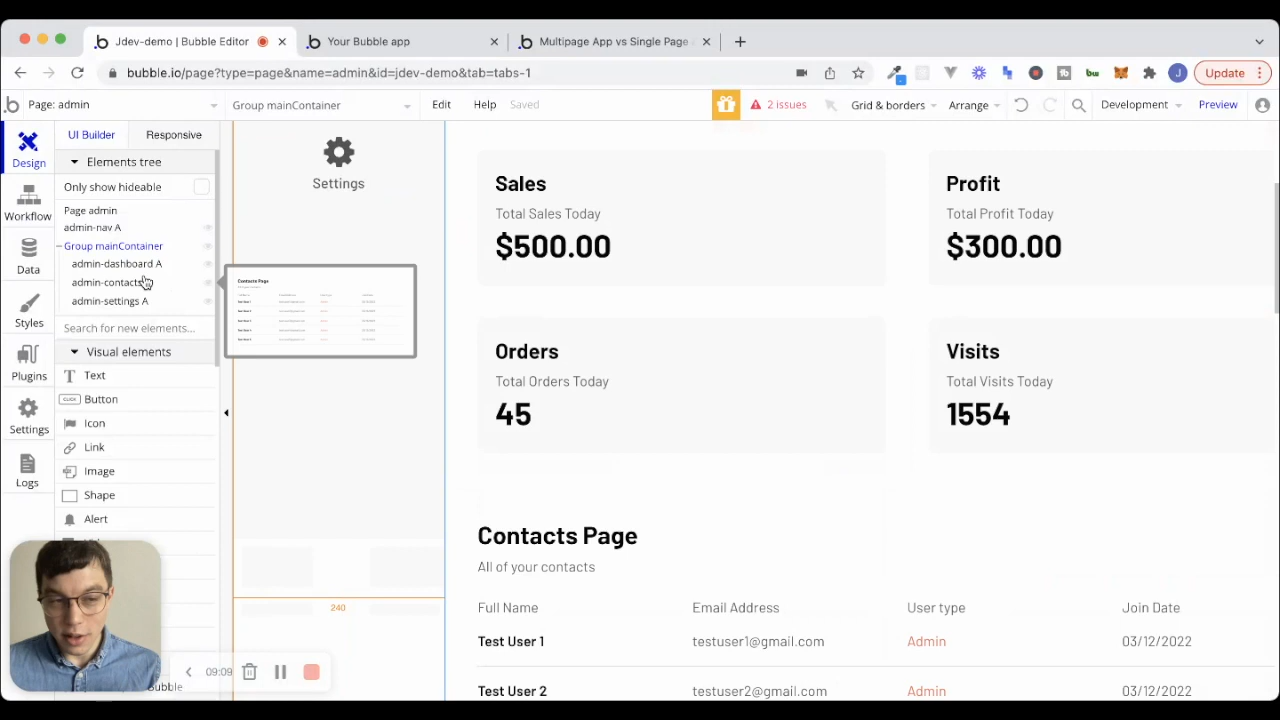 Jdev-demo | Bubble Editor
Your Bubble app
Multipage App vs Single Page
bubble.io/page?type=page&name=admin&id=jdev-demo&tab=tabs-1
Update
Page: admin
Group mainContainer
Edit
Help
Saved
2 issues
Grid & borders
Arrange
Development
Preview
Design
Workflow
Data
Styles
Plugins
Settings
Logs
UI Builder
Responsive
Elements tree
Only show hideable
Page admin
admin-nav A
Group mainContainer
admin-dashboard A
admin-contacts
admin-settings A
Search for new elements...
Visual elements
Text
CLICK
Button
Icon
Link
Image
Shape
Alert
Bubble
09:09
Contacts Page
Settings
240
Sales
Total Sales Today
$500.00
Profit
Total Profit Today
$300.00
Orders
Total Orders Today
45
Visits
Total Visits Today
1554
Contacts Page
All of your contacts
Full Name Email Address User type Join Date
Test User 1 testuser1@gmail.com Admin 03/12/2022
Test User 2 testuser2@gmail.com Admin 03/12/2022